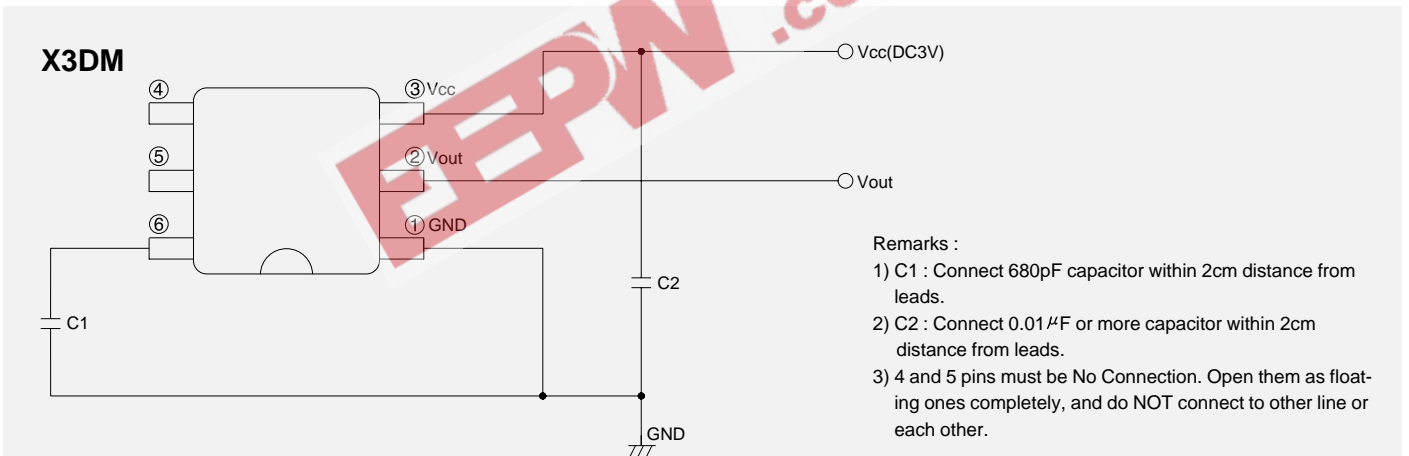 X3DM
④
③Vcc
Vcc(DC3V)
⑤
②Vout
Vout
⑥
①GND
C1
C2
GND
Remarks :
1) C1 : Connect 680pF capacitor within 2cm distance from
leads.
2) C2 : Connect 0.01μF or more capacitor within 2cm
distance from leads.
3) 4 and 5 pins must be No Connection. Open them as float-
ing ones completely, and do NOT connect to other line or
each other.
EEPW